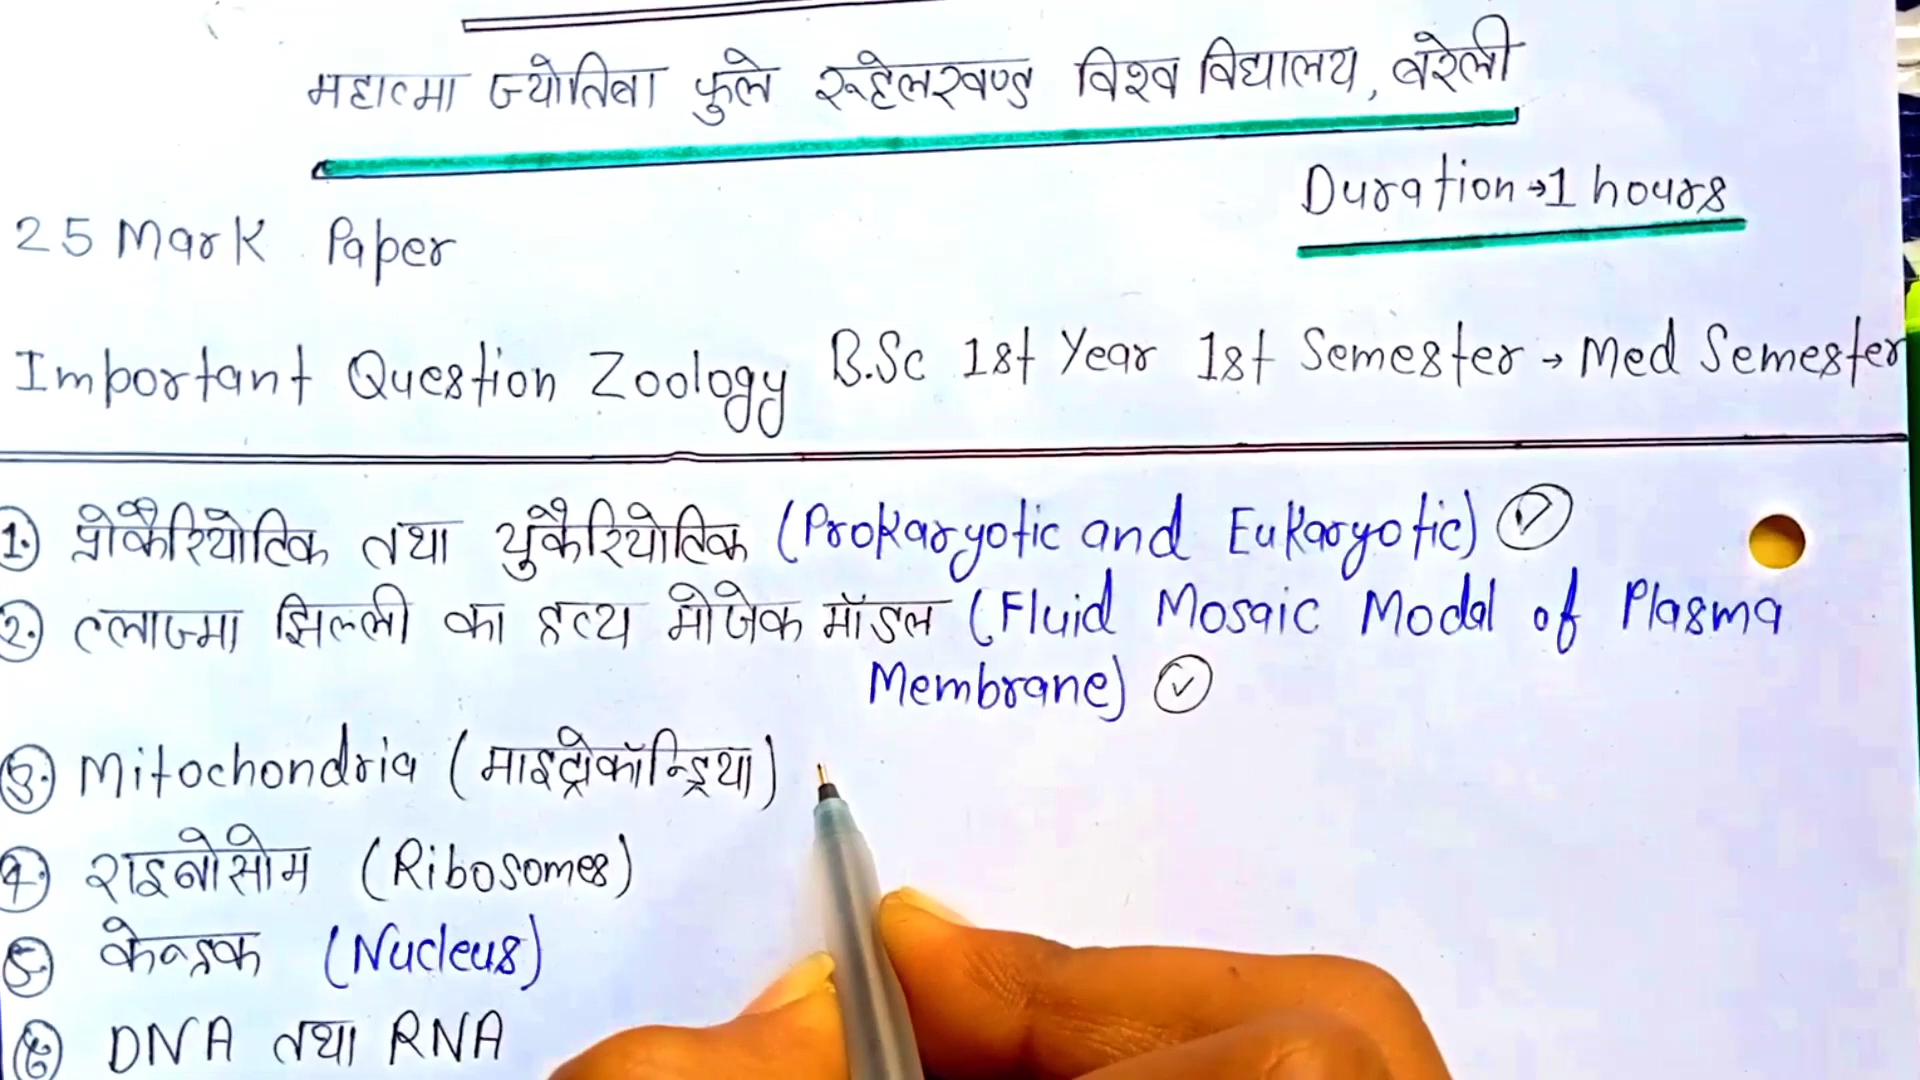 महात्मा ज्योतिबा फुले रूहेलखण्ड विश्व विद्यालय, बरेली
Duration→1 hours
25 Mark Paper
Important Question Zoology B.Sc 1st Year 1st Semester → Med Semester
1. प्रोकैरियोटिक तथा यूकैरियोटिक (Prokaryotic and Eukaryotic)
2. प्लाज्मा झिल्ली का द्रव्य मोजेक मॉडल (Fluid Mosaic Modal of Plasma
Membrane)
3. Mitochondria (माइट्रोकॉन्ड्रिया)
4. राइबोसोम (Ribosomes)
5. केन्द्रक (Nucleus)
6. DNA तथा RNA